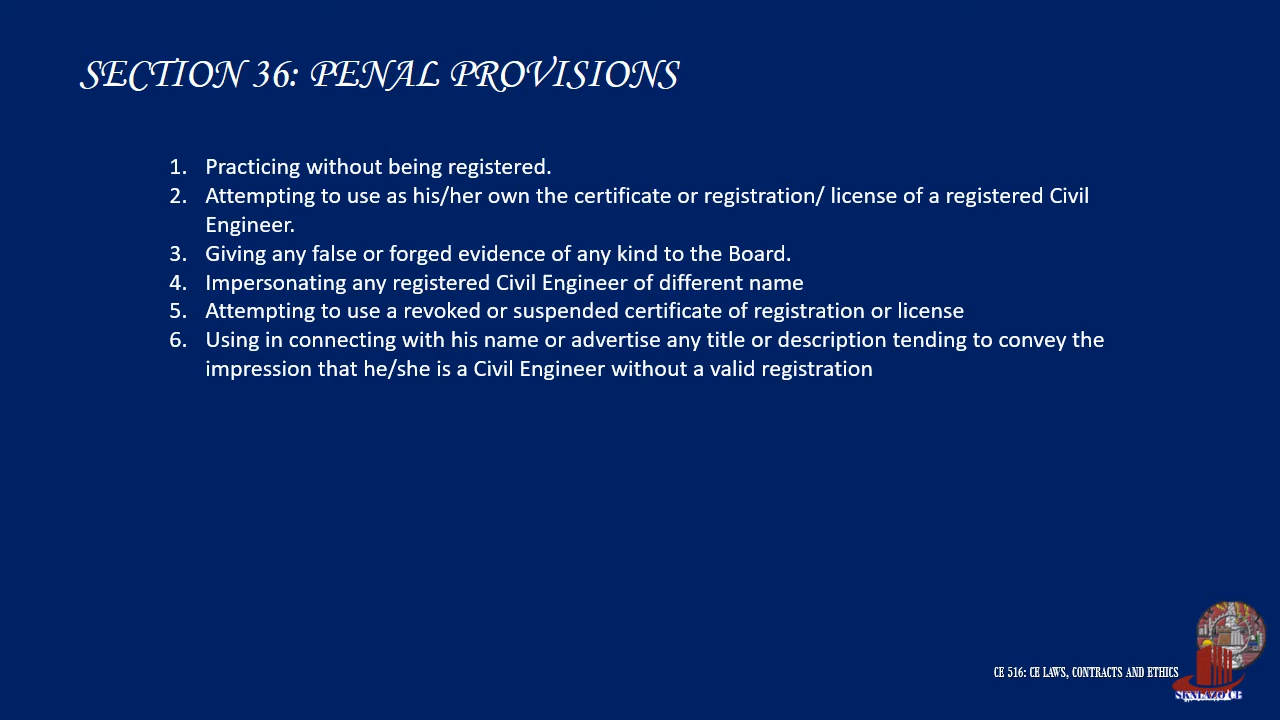 SECTION 36: PENAL PROVISIONS
1. Practicing without being registered.
2. Attempting to use as his/her own the certificate or registration/ license of a registered Civil
Engineer.
3. Giving any false or forged evidence of any kind to the Board.
4. Impersonating any registered Civil Engineer of different name
5. Attempting to use a revoked or suspended certificate of registration or license
6. Using in connecting with his name or advertise any title or description tending to convey the
impression that he/she is a Civil Engineer without a valid registration
CE 516: CE LAWS, CONTRACTS AND ETHICS